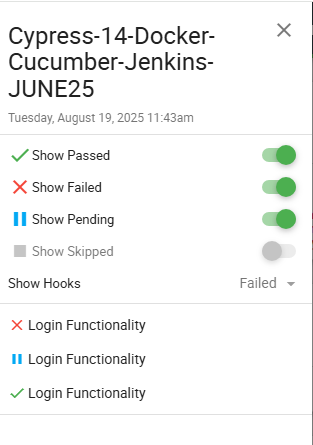 Cypress-14-Docker-
Cucumber-Jenkins-
JUNE25
Tuesday, August 19, 2025 11:43am
Show Passed
Show Failed
Show Pending
Show Skipped
Show Hooks Failed
Login Functionality
Login Functionality
Login Functionality